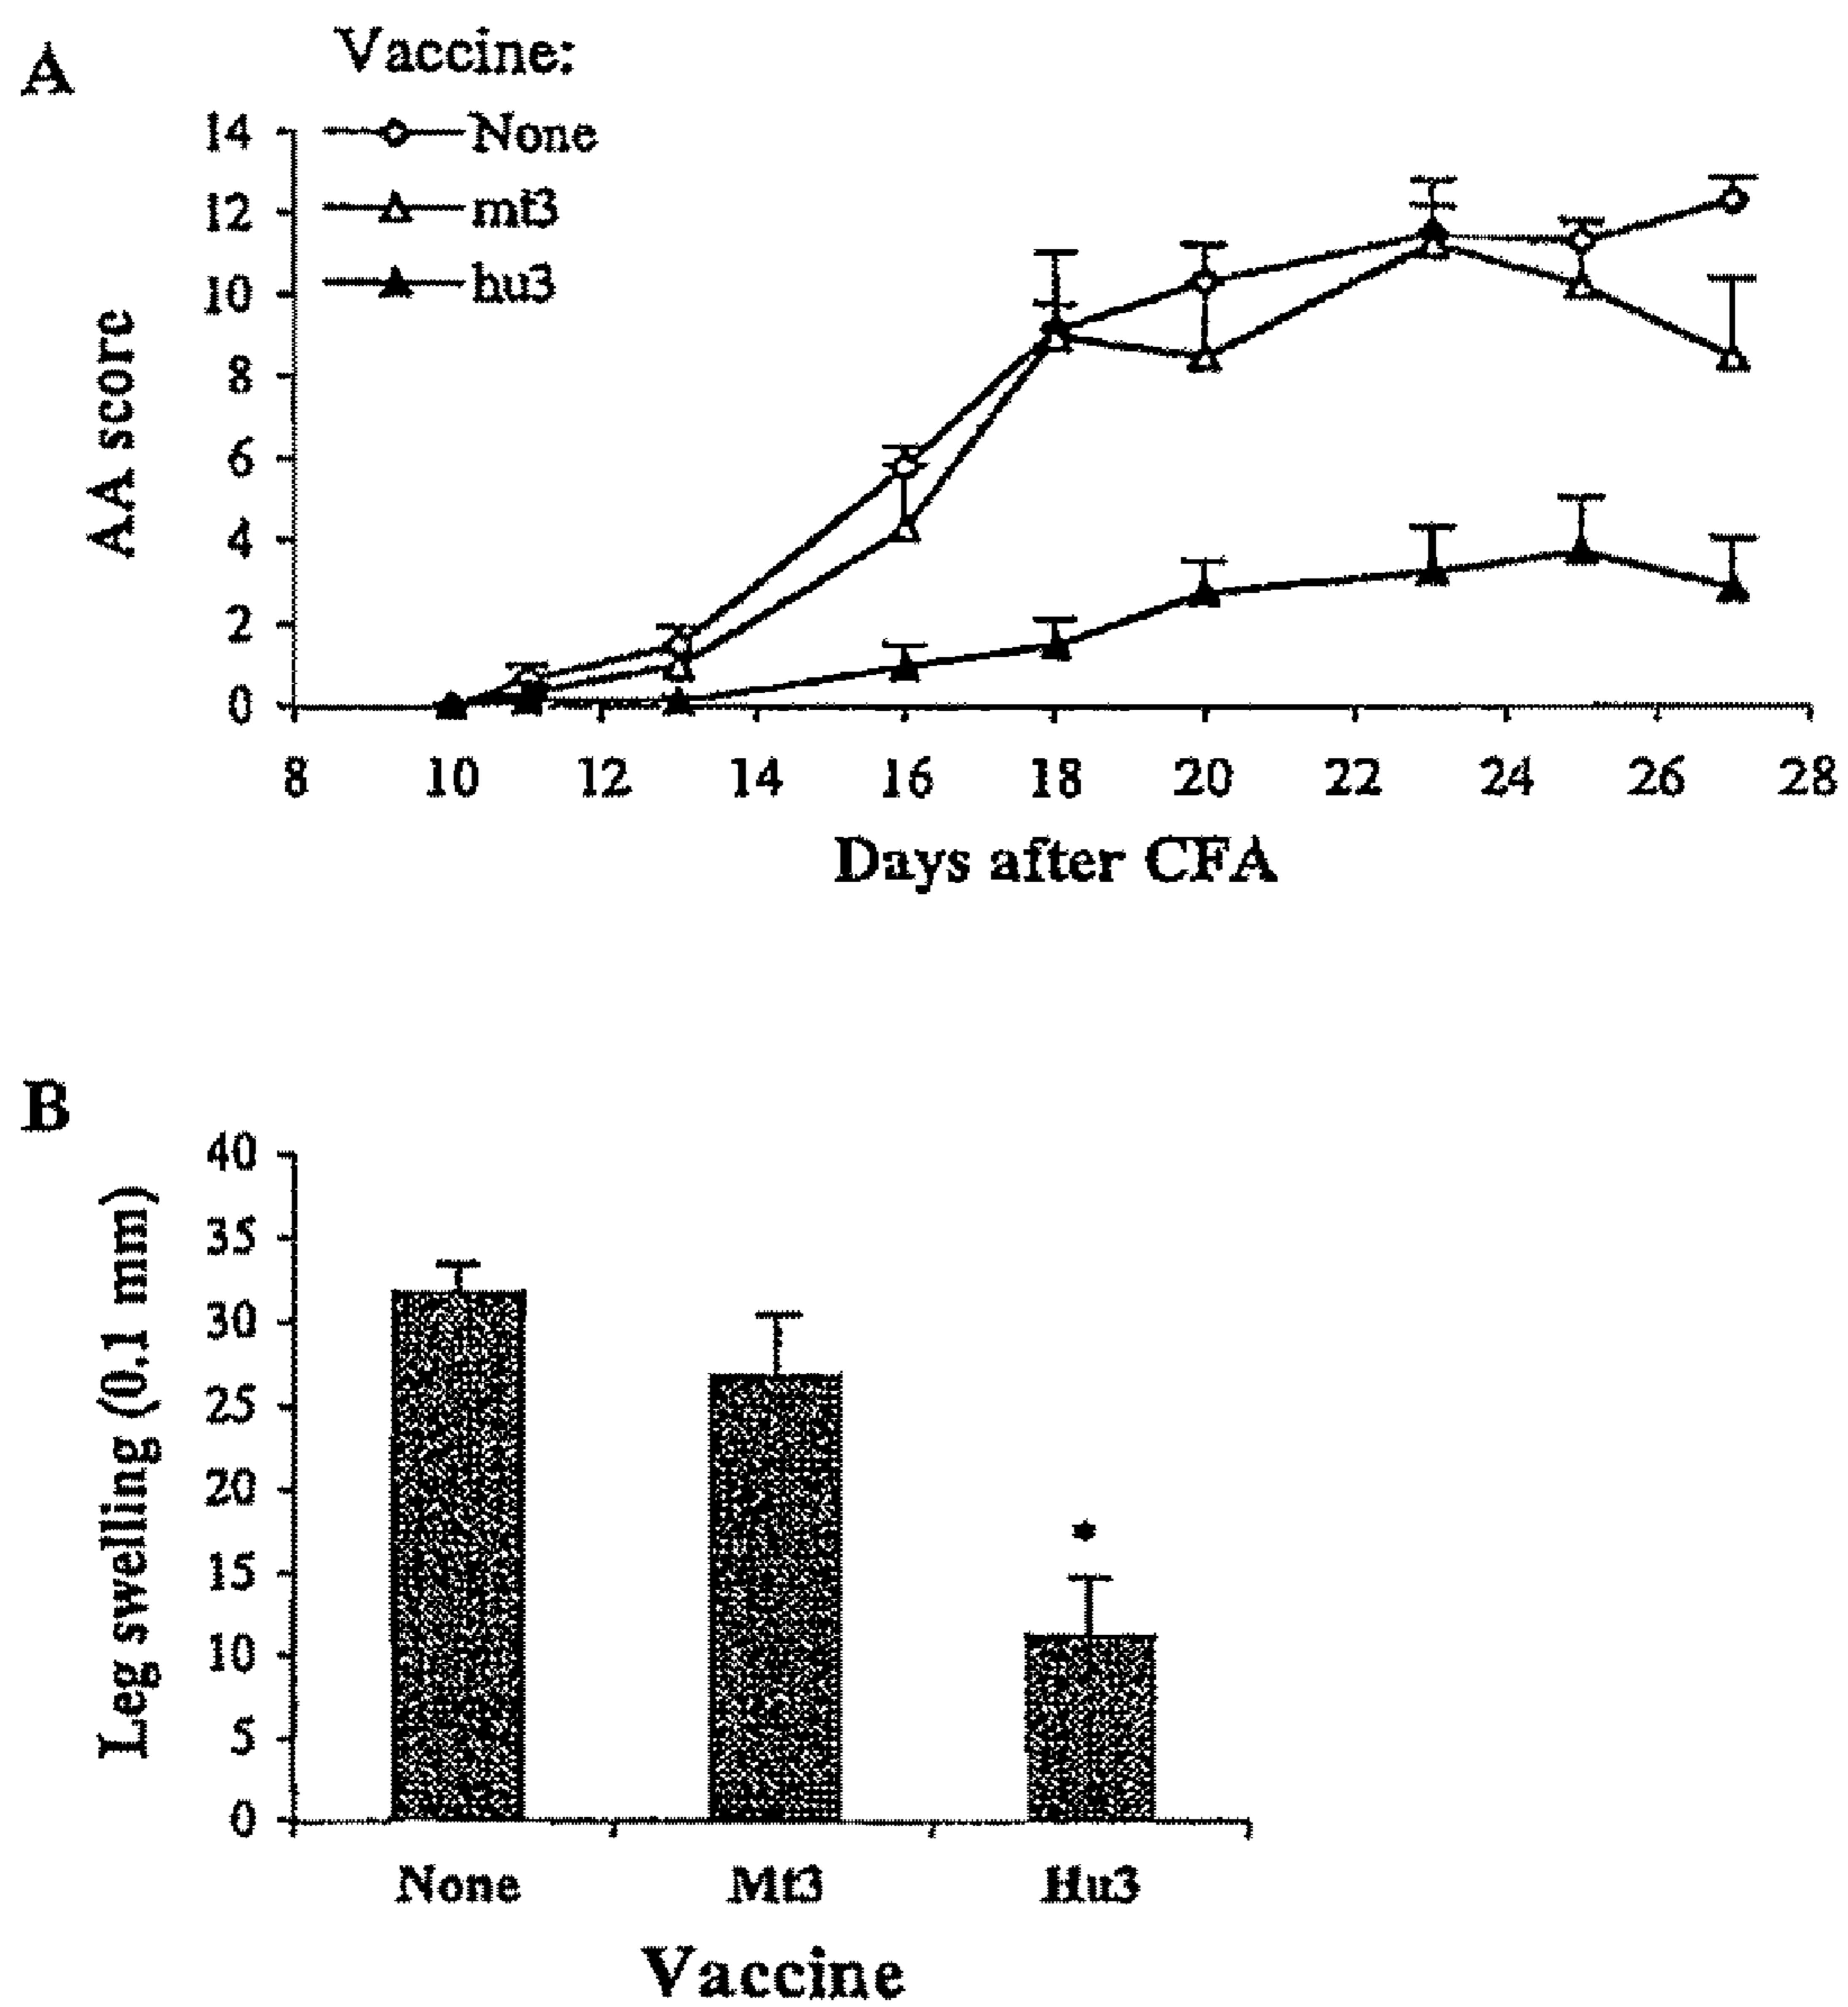 A
Vaccine:
None
mt3
hu3
14
12
10
8
6
4
2
0
AA score
8 10 12 14 16 18 20 22 24 26 28
Days after CFA
B
40
35
30
25
20
15
10
5
0
Leg swelling (0.1 mm)
*
None Mt3 Hu3
Vaccine